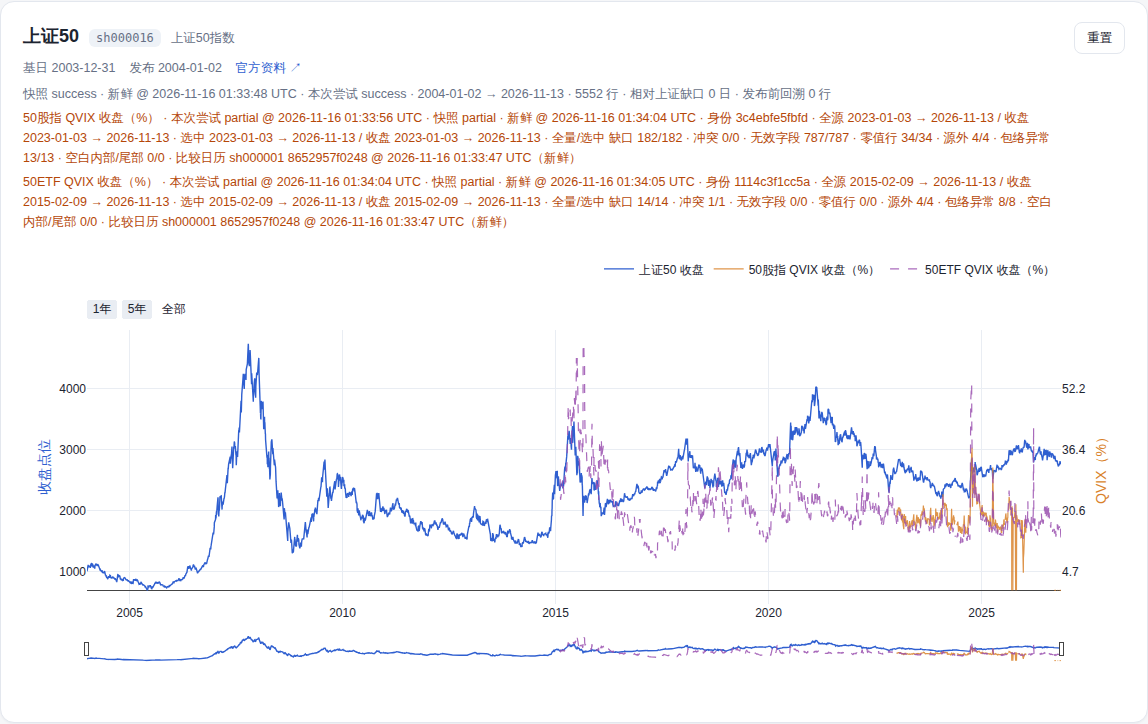 上证50 sh000016 上证50指数 重置
基日 2003-12-31 发布 2004-01-02 官方资料 ↗
快照 success · 新鲜 @ 2026-11-16 01:33:48 UTC · 本次尝试 success · 2004-01-02 → 2026-11-13 · 5552 行 · 相对上证缺口 0 日 · 发布前回溯 0 行
50股指 QVIX 收盘（%） · 本次尝试 partial @ 2026-11-16 01:33:56 UTC · 快照 partial · 新鲜 @ 2026-11-16 01:34:04 UTC · 身份 3c4ebfe5fbfd · 全源 2023-01-03 → 2026-11-13 / 收盘
2023-01-03 → 2026-11-13 · 选中 2023-01-03 → 2026-11-13 / 收盘 2023-01-03 → 2026-11-13 · 全量/选中 缺口 182/182 · 冲突 0/0 · 无效字段 787/787 · 零值行 34/34 · 源外 4/4 · 包络异常
13/13 · 空白内部/尾部 0/0 · 比较日历 sh000001 8652957f0248 @ 2026-11-16 01:33:47 UTC（新鲜）
50ETF QVIX 收盘（%） · 本次尝试 partial @ 2026-11-16 01:34:04 UTC · 快照 partial · 新鲜 @ 2026-11-16 01:34:05 UTC · 身份 1114c3f1cc5a · 全源 2015-02-09 → 2026-11-13 / 收盘
2015-02-09 → 2026-11-13 · 选中 2015-02-09 → 2026-11-13 / 收盘 2015-02-09 → 2026-11-13 · 全量/选中 缺口 14/14 · 冲突 1/1 · 无效字段 0/0 · 零值行 0/0 · 源外 4/4 · 包络异常 8/8 · 空白
内部/尾部 0/0 · 比较日历 sh000001 8652957f0248 @ 2026-11-16 01:33:47 UTC（新鲜）
上证50 收盘 50股指 QVIX 收盘（%） 50ETF QVIX 收盘（%）
1年 5年 全部
4000 52.2
3000 36.4
2000 20.6
1000 4.7
收盘点位
QVIX（%）
2005 2010 2015 2020 2025